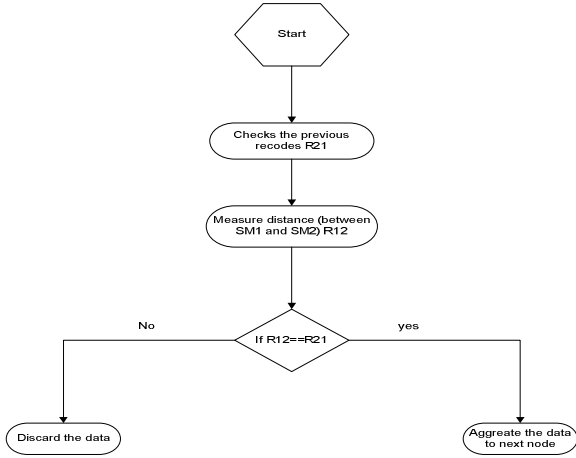 Start
Checks the previous
recodes R21
Measure distance (between
SM1 and SM2) R12
If R12==R21
No
yes
Discard the data
Aggreate the data
to next node